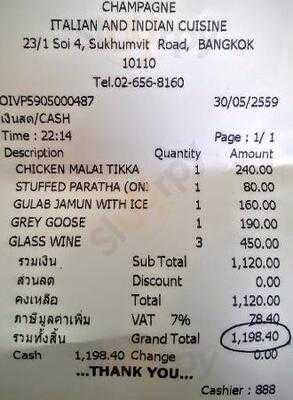 CHAMPAGNE
ITALIAN AND INDIAN CUISINE
23/1 Soi 4, Sukhumvit Road, BANGKOK
10110
Tel.02-656-8160
OIVP5905000487 30/05/2559
เงินสด/CASH
Time : 22:14 Page : 1/ 1
Description Quantity Amount
CHICKEN MALAI TIKKA 1 240.00
STUFFED PARATHA (ONI 1 80.00
GULAB JAMUN WITH ICE 1 160.00
GREY GOOSE 1 190.00
GLASS WINE 3 450.00
รวมเงิน Sub Total 1,120.00
ส่วนลด Discount 0.00
คงเหลือ Total 1,120.00
ภาษีมูลค่าเพิ่ม VAT 7% 78.40
รวมทั้งสิ้น Grand Total 1,198.40
Cash 1,198.40 Change 0.00
...THANK YOU...
Cashier : 888